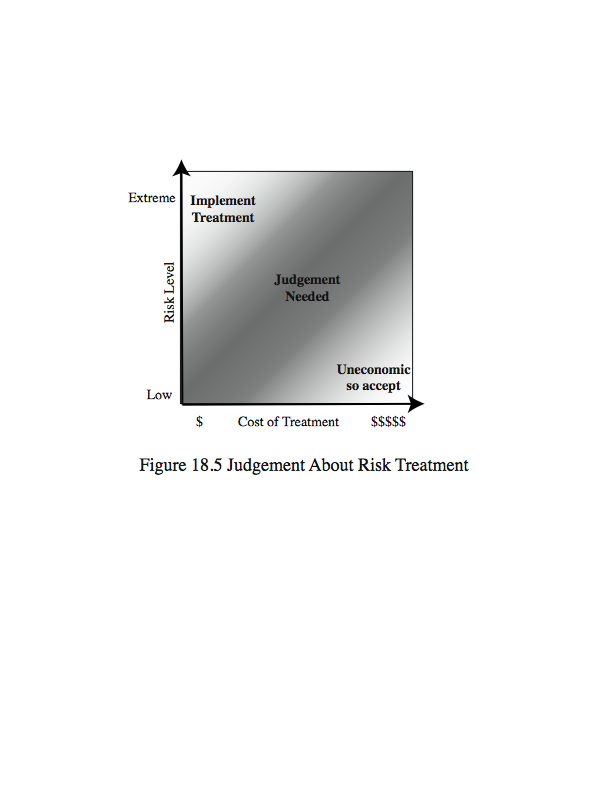 Extreme
Implement
Treatment
Risk Level
Judgement
Needed
Uneconomic
so accept
Low
$ Cost of Treatment $$$$$
Figure 18.5 Judgement About Risk Treatment